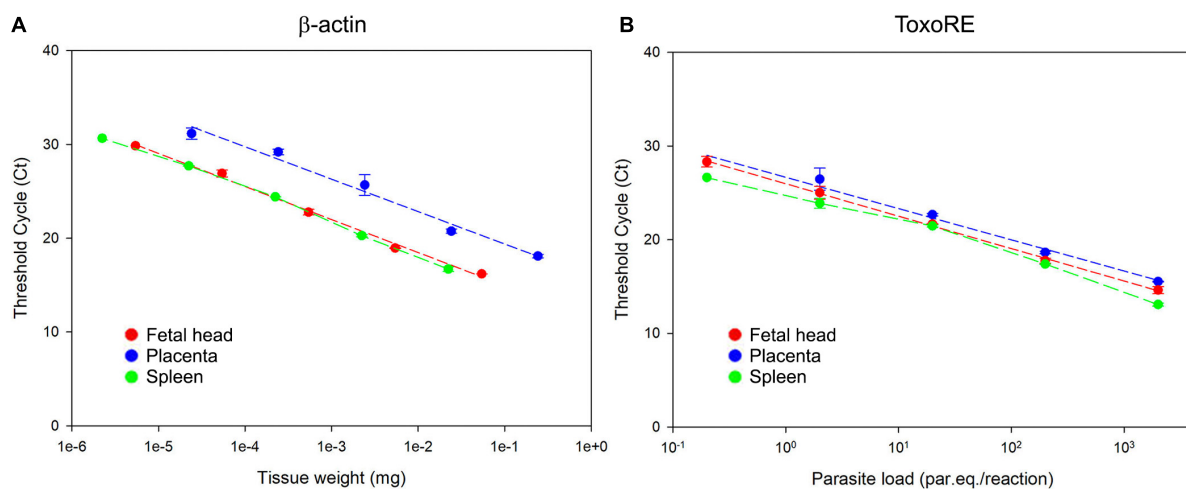 A
β-actin
40
30
20
10
0
Threshold Cycle (Ct)
Fetal head
Placenta
Spleen
1e-6 1e-5 1e-4 1e-3 1e-2 1e-1 1e+0
Tissue weight (mg)
B
ToxoRE
40
30
20
10
0
Threshold Cycle (Ct)
Fetal head
Placenta
Spleen
10⁻¹ 10⁰ 10¹ 10² 10³
Parasite load (par.eq./reaction)